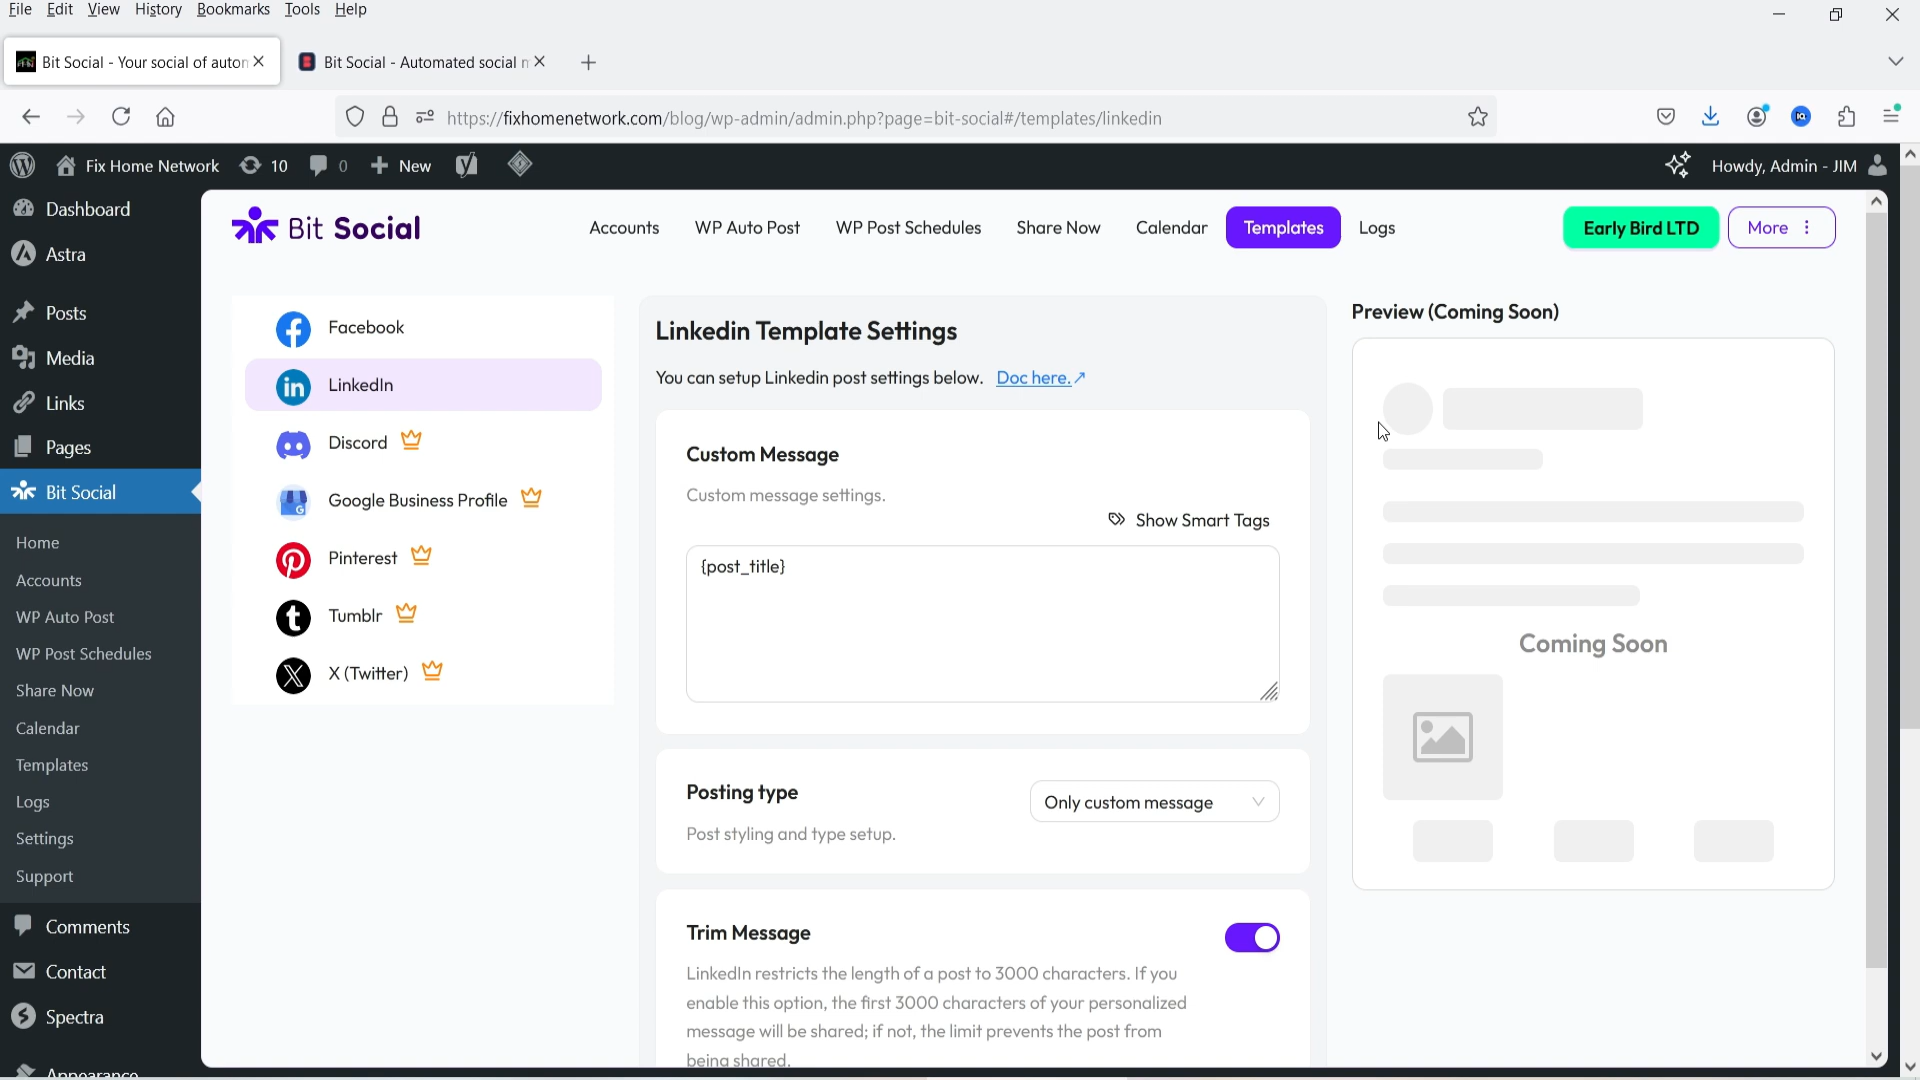 File Edit View History Bookmarks Tools Help
Bit Social - Your social of auton
Bit Social - Automated social m
https://fixhomenetwork.com/blog/wp-admin/admin.php?page=bit-social#/templates/linkedin
Fix Home Network 10 0 New
Howdy, Admin - JIM
Dashboard
Astra
Posts
Media
Links
Pages
Bit Social
Home
Accounts
WP Auto Post
WP Post Schedules
Share Now
Calendar
Templates
Logs
Settings
Support
Comments
Contact
Spectra
Appearance
Bit Social
Accounts WP Auto Post WP Post Schedules Share Now Calendar Templates Logs
Early Bird LTD
More
Facebook
LinkedIn
Discord
Google Business Profile
Pinterest
Tumblr
X (Twitter)
Linkedin Template Settings
You can setup Linkedin post settings below. Doc here.
Custom Message
Custom message settings.
Show Smart Tags
{post_title}
Posting type
Only custom message
Post styling and type setup.
Trim Message
LinkedIn restricts the length of a post to 3000 characters. If you
enable this option, the first 3000 characters of your personalized
message will be shared; if not, the limit prevents the post from
being shared.
Preview (Coming Soon)
Coming Soon